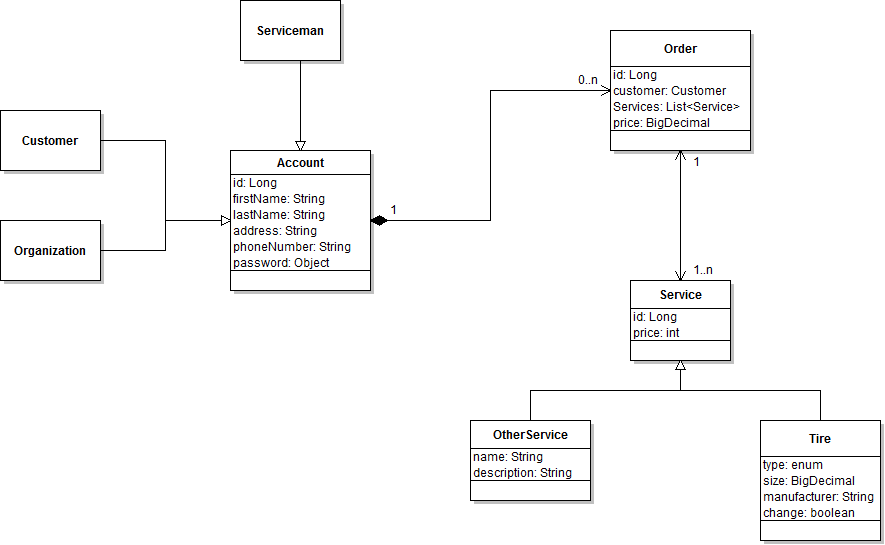 Serviceman
Order
id: Long
customer: Customer
Services: List<Service>
price: BigDecimal
0..n
Customer
Account
id: Long
firstName: String
lastName: String
address: String
phoneNumber: String
password: Object
1
Organization
1
1..n
Service
id: Long
price: int
OtherService
name: String
description: String
Tire
type: enum
size: BigDecimal
manufacturer: String
change: boolean